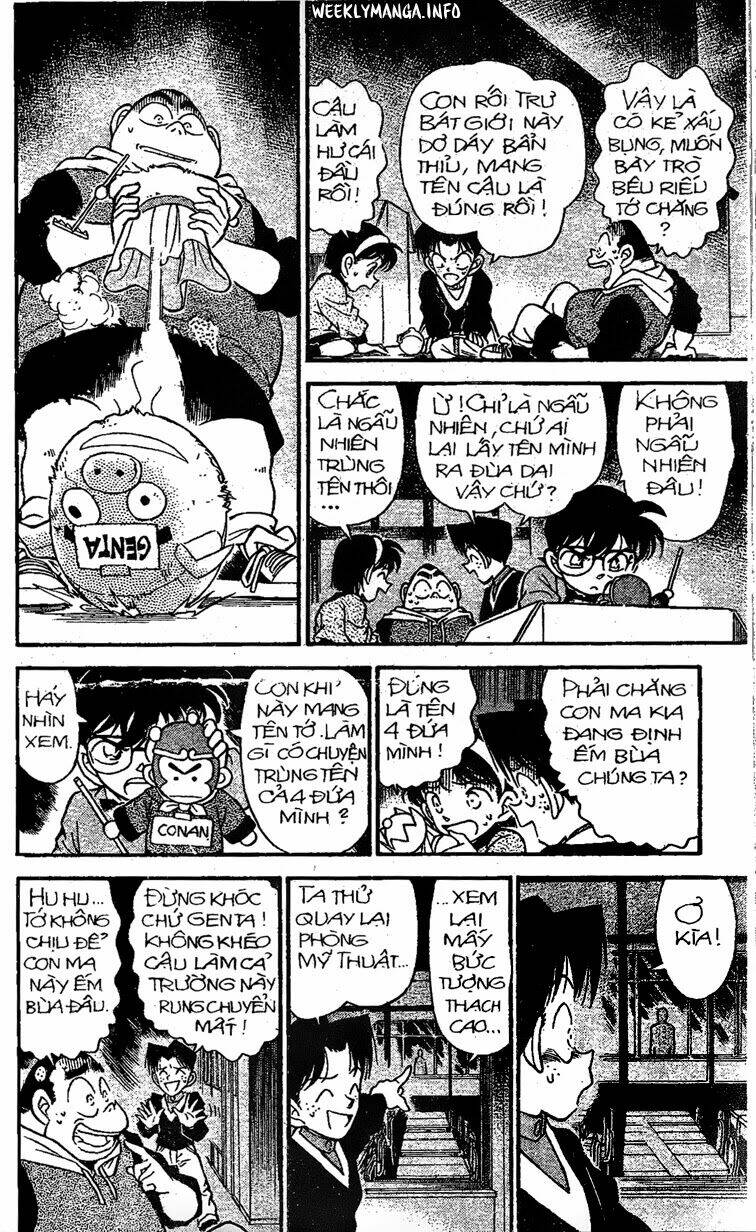 WEEKLYMANGA.INFO
VẬY LÀ
CÓ KẺ XẤU
BỤNG, MUỐN
BÀY TRÒ
BÊU RIẾU
TỚ CHĂNG
?
CON RỐI TRƯ
BÁT GIỚI NÀY
DƠ DÁY BẨN
THỈU, MANG
TÊN CẬU LÀ
ĐÚNG RỒI!
CẬU
LÀM
HƯ CÁI
ĐẦU
RỒI!
GENTA
KHÔNG
PHẢI
NGẪU
NHIÊN
ĐÂU!
Ừ! CHỈ LÀ NGẪU
NHIÊN, CHỨ AI
LẠI LẤY TÊN MÌNH
RA ĐÙA DAI
VẬY CHỨ?
CHẮC
LÀ NGẪU
NHIÊN
TRÙNG
TÊN THÔI
...
HÃY
NHÌN
XEM.
CON KHỈ
NÀY MANG
TÊN TỚ. LÀM
GÌ CÓ CHUYỆN
TRÙNG TÊN
CẢ 4 ĐỨA
MÌNH?
CONAN
PHẢI CHĂNG
CON MA KIA
ĐANG ĐỊNH
ẾM BÙA
CHÚNG TA?
ĐÚNG
LÀ TÊN
4 ĐỨA
MÌNH!
HU HU...
TỚ KHÔNG
CHỊU ĐỂ
CON MA
NÀY ẾM
BÙA ĐÂU.
ĐỪNG KHÓC
CHỨ GENTA!
KHÔNG KHÉO
CẬU LÀM CẢ
TRƯỜNG NÀY
RUNG CHUYỂN
MẤT!
TA THỬ
QUAY LẠI
PHÒNG
MỸ THUẬT...
...XEM
LẠI
MẤY
BỨC
TƯỢNG
THẠCH
CAO...
Ơ
KÌA!